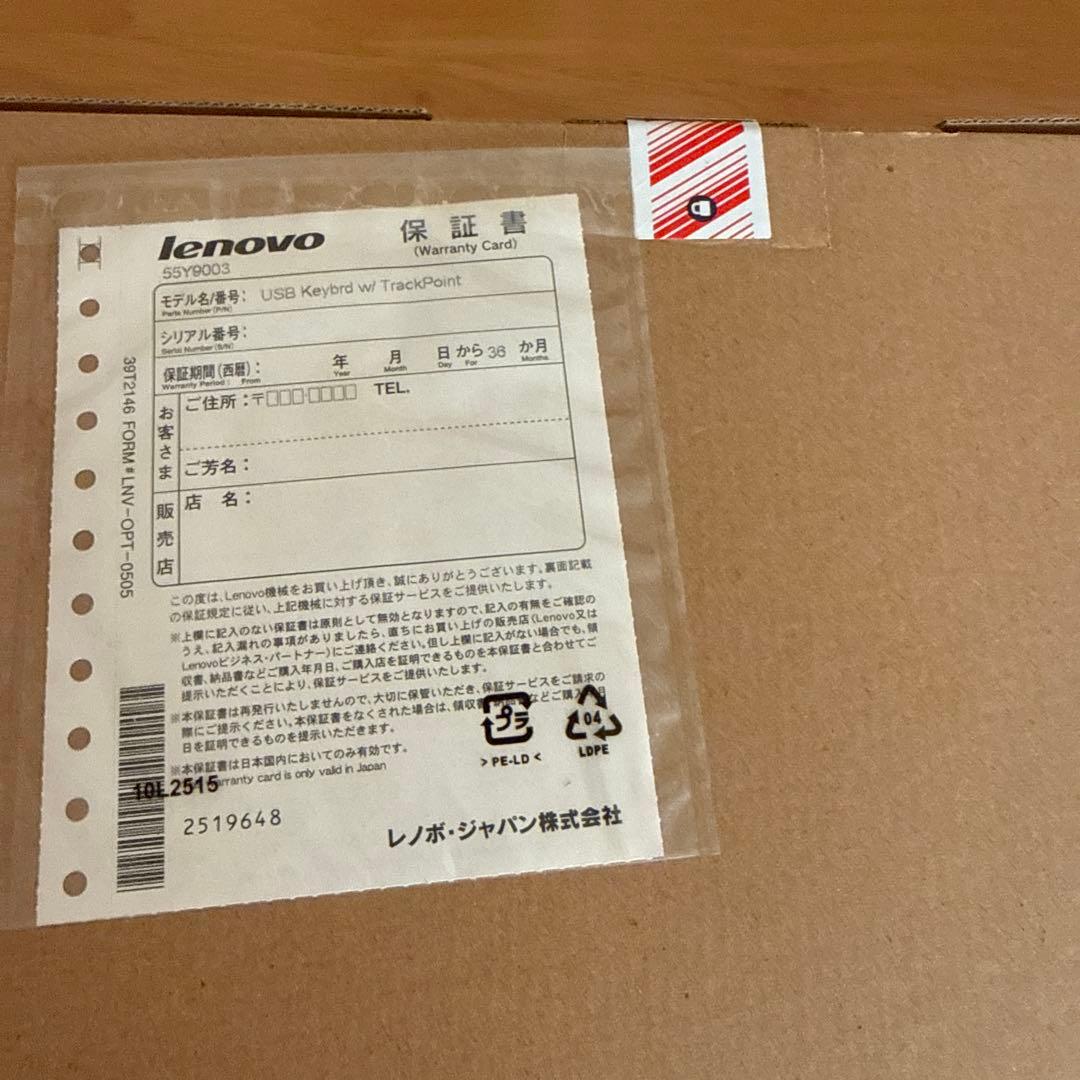 lenovo
保証書
(Warranty Card)
55Y9003
モデル名/番号: USB Keybrd w/ TrackPoint
Parts Number (P/N)
シリアル番号:
Serial Number (S/N)
保証期間(西暦): 年 月 日 から 36 か月
Warranty Period: From Year Month Day For Months
お客さま
ご住所:〒□□□-□□□□ TEL.
ご芳名:
販売店
店 名:
39T2146 FORM#LNV-OPT-0505
この度は、Lenovo機械をお買い上げ頂き、誠にありがとうございます。裏面記載
の保証規定に従い、上記機械に対する保証サービスをご提供いたします。
※上欄に記入のない保証書は原則として無効となりますので、記入の有無をご確認の
うえ、記入漏れの事項がありましたら、直ちにお買い上げの販売店(Lenovo又は
Lenovoビジネス・パートナー)にご連絡ください。但し上欄に記入がない場合でも、領
収書、納品書などご購入年月日、ご購入店を証明できるものを本保証書と合わせてご
提示いただくことにより、保証サービスをご提供いたします。
※本保証書は再発行いたしませんので、大切に保管いただき、保証サービスをご請求の
際にご提示ください。本保証書をなくされた場合は、領収書などご購入
日を証明できるものを提示いただきます。
※本保証書は日本国内においてのみ有効です。
warranty card is only valid in Japan
プラ
>PE-LD<
04
LDPE
10L2515
2519648
レノボ・ジャパン株式会社